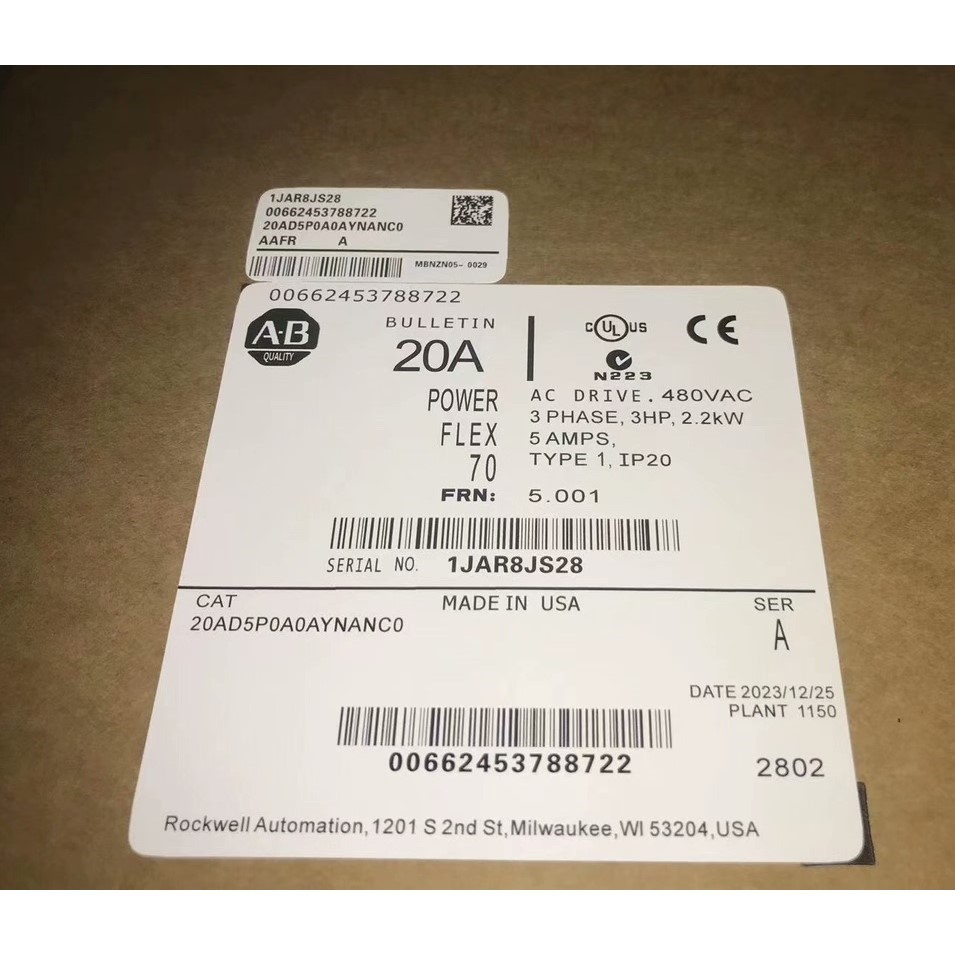 1JAR8JS28
00662453788722
20AD5P0A0AYNANC0
AAFR A
MBNZN05- 0029
00662453788722
A·B
QUALITY
BULLETIN
20A
C UL US
CE
N223
POWER
FLEX
70
AC DRIVE. 480VAC
3 PHASE, 3HP, 2.2kW
5 AMPS,
TYPE 1, IP20
FRN: 5.001
SERIAL NO. 1JAR8JS28
CAT
20AD5P0A0AYNANC0
MADE IN USA
SER
A
DATE 2023/12/25
PLANT 1150
00662453788722
2802
Rockwell Automation, 1201 S 2nd St, Milwaukee, WI 53204, USA